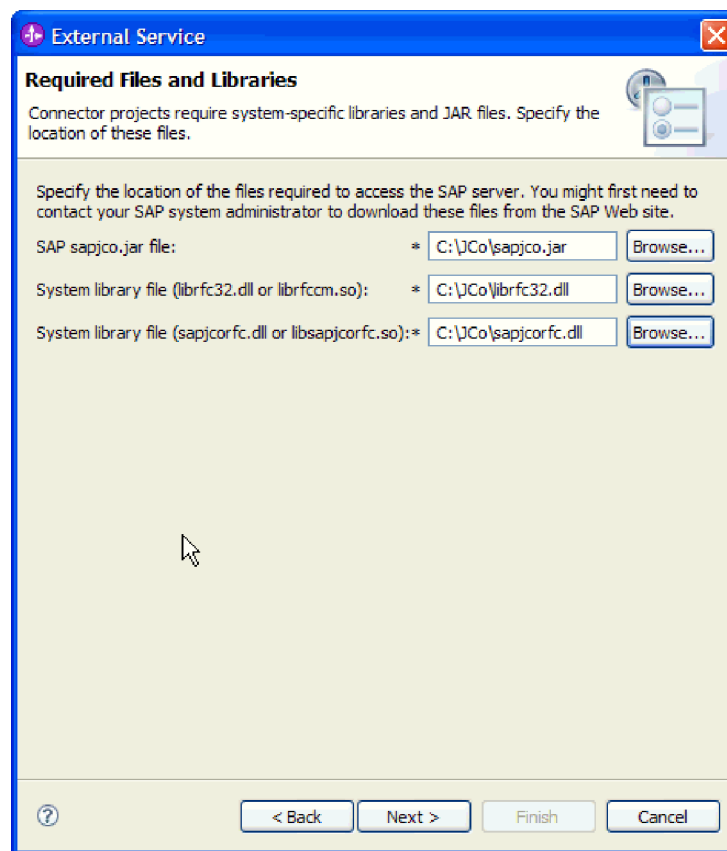 External Service
Required Files and Libraries
Connector projects require system-specific libraries and JAR files. Specify the
location of these files.
Specify the location of the files required to access the SAP server. You might first need to
contact your SAP system administrator to download these files from the SAP Web site.
SAP sapjco.jar file: * C:\JCo\sapjco.jar Browse...
System library file (librfc32.dll or librfccm.so): * C:\JCo\librfc32.dll Browse...
System library file (sapjcorfc.dll or libsapjcorfc.so):* C:\JCo\sapjcorfc.dll Browse...
? < Back Next > Finish Cancel